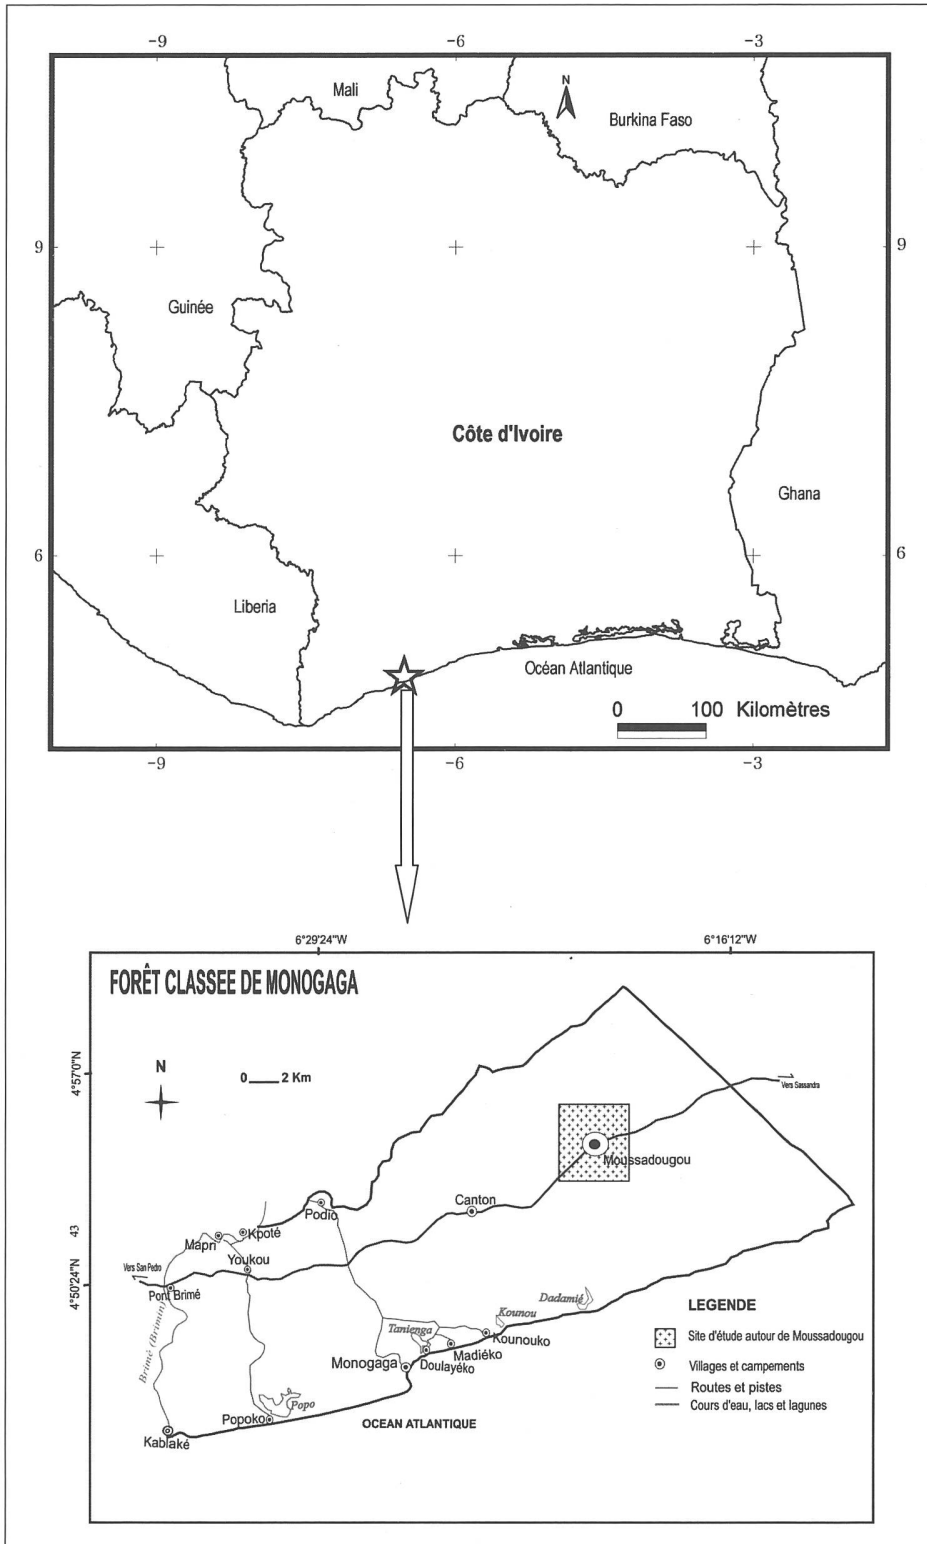 -9 -6 -3
N
Mali
Burkina Faso
9 9
Guinée
Côte d'Ivoire
Ghana
6 6
Liberia
Océan Atlantique
0 100 Kilomètres
-9 -6 -3
6°29'24"W 6°16'12"W
FORÊT CLASSEE DE MONOGAGA
4°57'0"N
N
0 2 Km
Vers Sassandra
Moussadougou
Canton
Podio
43
Kpoté
Mapri
Youkou
Vers San Pedro
4°50'24"N
Pont Brimé
Dadamié
Kounou
LEGENDE
Tanienga
Kounouko
Site d'étude autour de Moussadougou
Brimé (Brimin)
Madiéko
Monogaga
Doulayéko
Villages et campements
Routes et pistes
Popo
Cours d'eau, lacs et lagunes
Popoko
OCEAN ATLANTIQUE
Kablaké